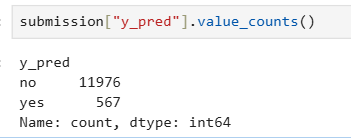 submission["y_pred"].value_counts()
y_pred
no     11976
yes      567
Name: count, dtype: int64